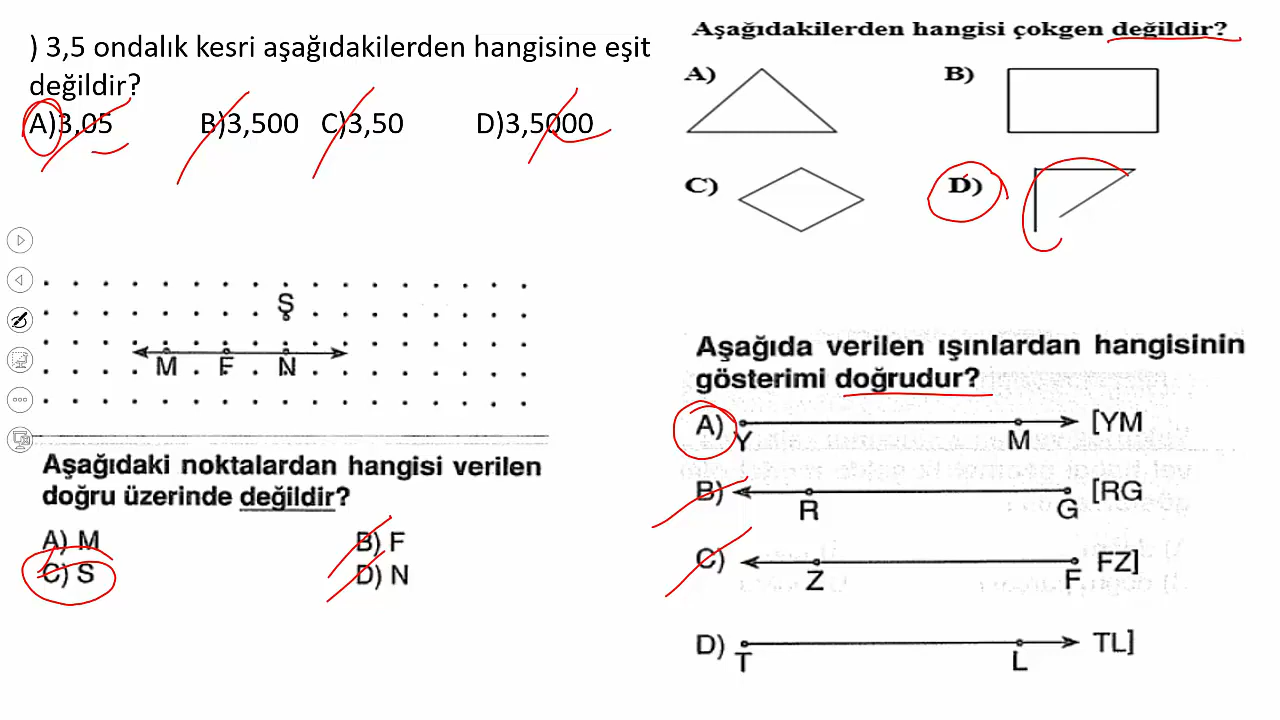 ) 3,5 ondalık kesri aşağıdakilerden hangisine eşit
değildir?
A)3,05 B)3,500 C)3,50 D)3,5000
Ş
M F N
Aşağıdaki noktalardan hangisi verilen
doğru üzerinde değildir?
A) M B) F
C) S D) N
Aşağıdakilerden hangisi çokgen değildir?
A) B)
C) D)
Aşağıda verilen ışınlardan hangisinin
gösterimi doğrudur?
A) Y M [YM
B) R G [RG
C) Z F FZ]
D) T L TL]